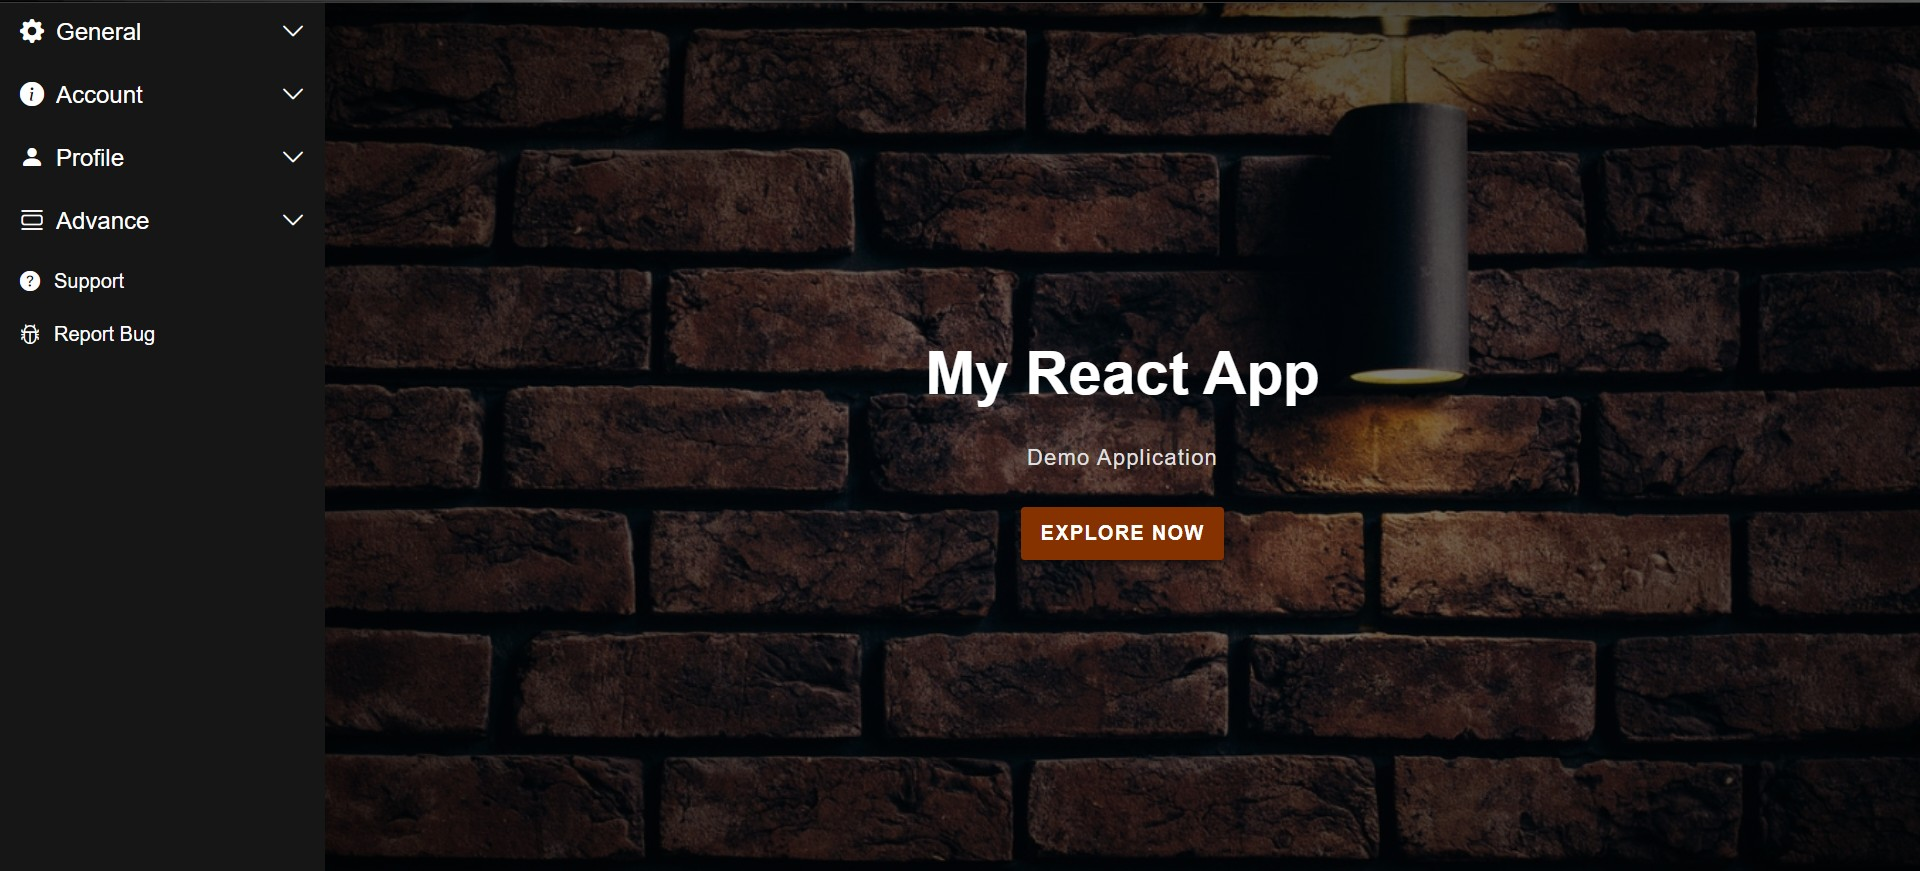 General
Account
Profile
Advance
Support
Report Bug
My React App
Demo Application
EXPLORE NOW